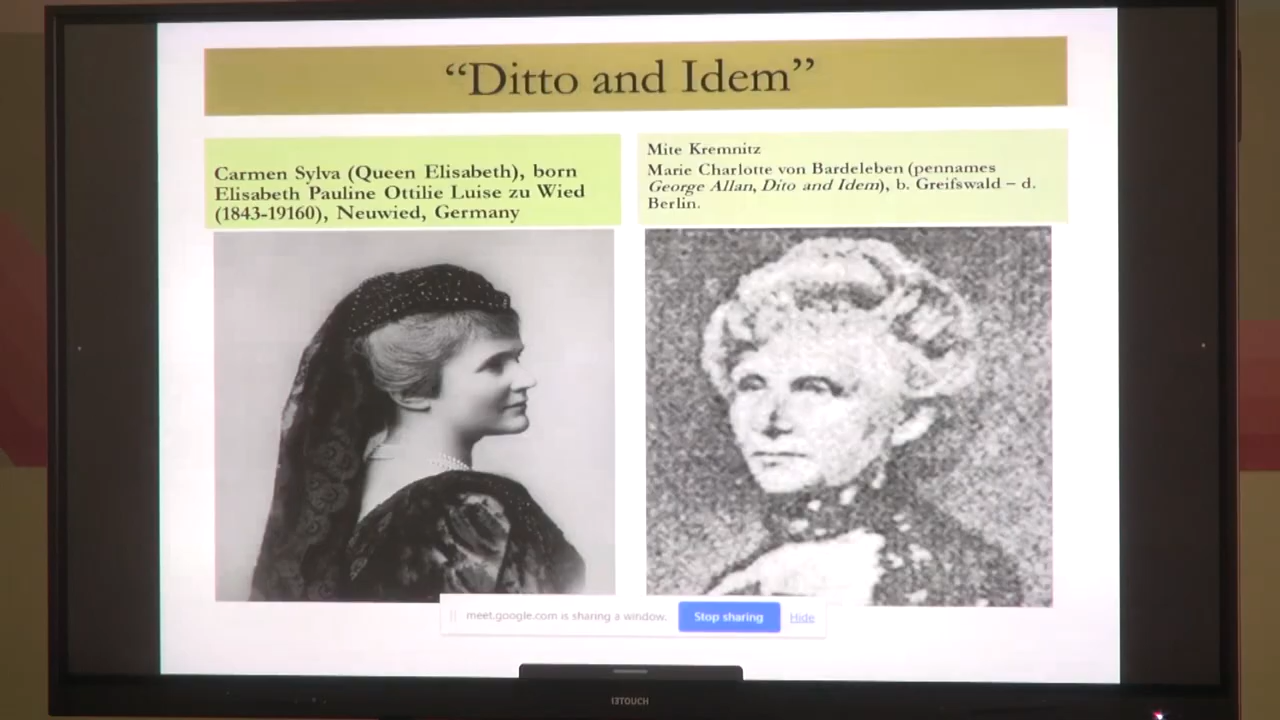 “Ditto and Idem”
Carmen Sylva (Queen Elisabeth), born
Elisabeth Pauline Ottilie Luise zu Wied
(1843-19160), Neuwied, Germany
Mite Kremnitz
Marie Charlotte von Bardeleben (pennames
George Allan, Dito and Idem), b. Greifswald – d.
Berlin.
meet.google.com is sharing a window.
Stop sharing
Hide
I3TOUCH